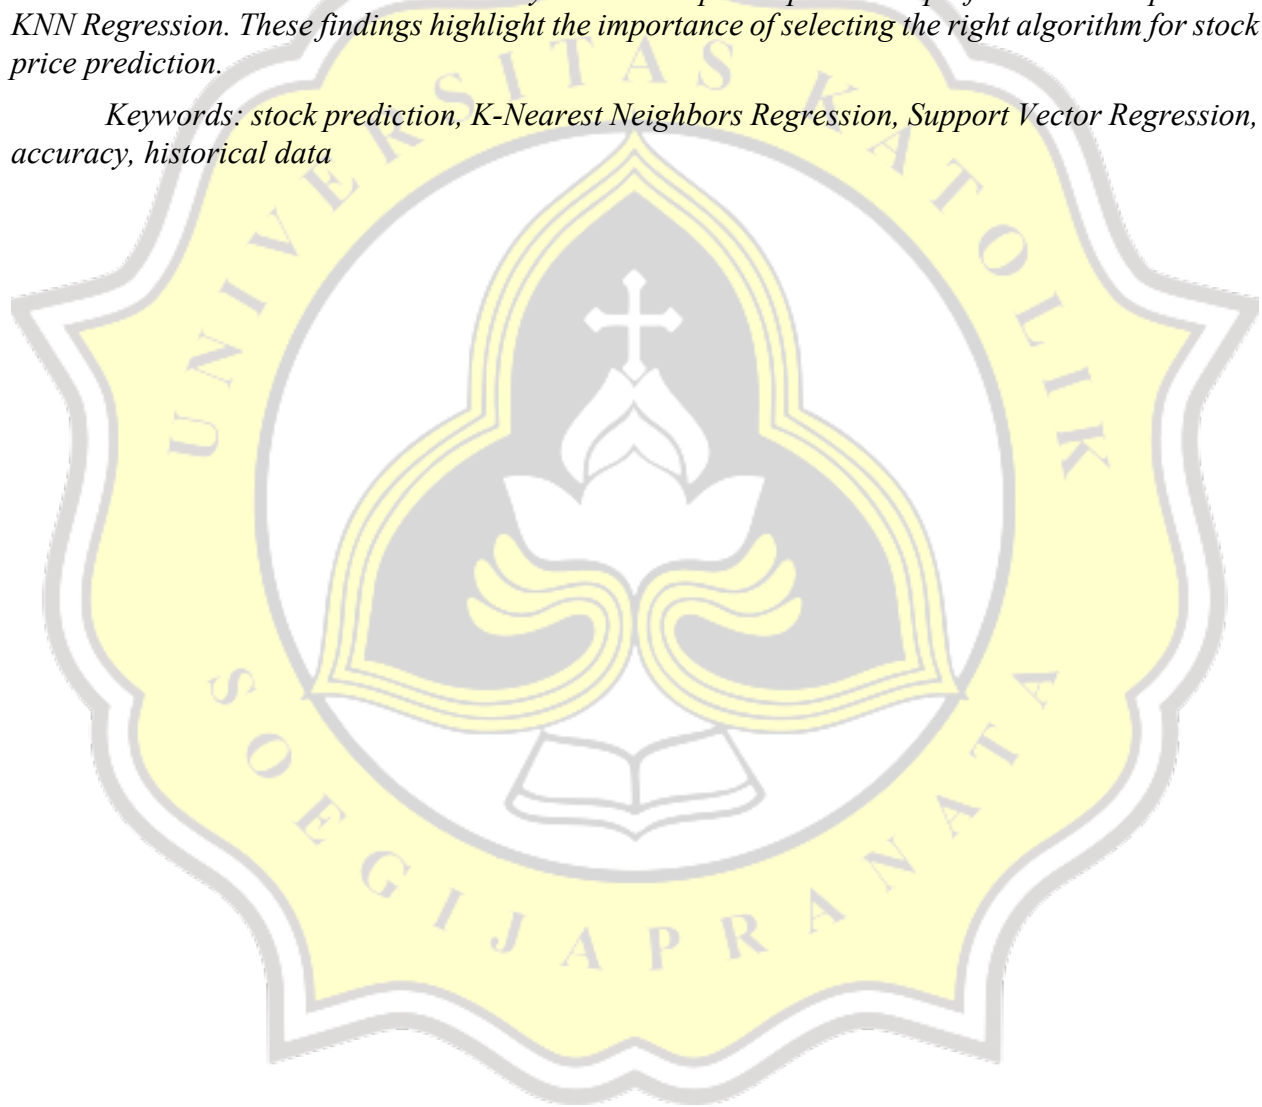 KNN Regression. These findings highlight the importance of selecting the right algorithm for stock
price prediction.
Keywords: stock prediction, K-Nearest Neighbors Regression, Support Vector Regression,
accuracy, historical data
UNIVERSITAS KATOLIK
SOEGIJAPRANATA